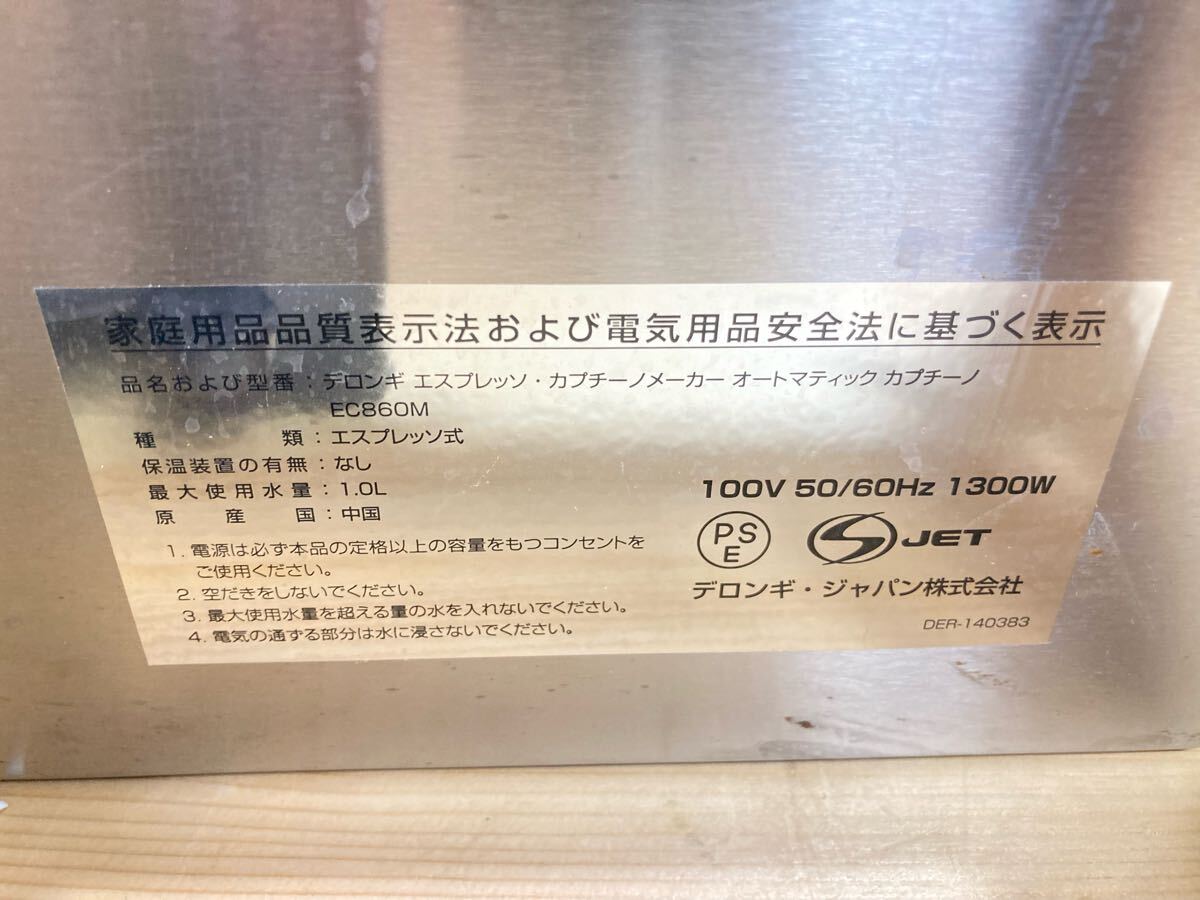 家庭用品品質表示法および電気用品安全法に基づく表示
品名および型番：デロンギ エスプレッソ・カプチーノメーカー オートマティック カプチーノ
EC860M
種類：エスプレッソ式
保温装置の有無：なし
最大使用水量：1.0L
原産国：中国
1. 電源は必ず本品の定格以上の容量をもつコンセントを
ご使用ください。
2. 空だきをしないでください。
3. 最大使用水量を超える量の水を入れないでください。
4. 電気の通ずる部分は水に浸さないでください。
100V 50/60Hz 1300W
PS
E
JET
デロンギ・ジャパン株式会社
DER-140383